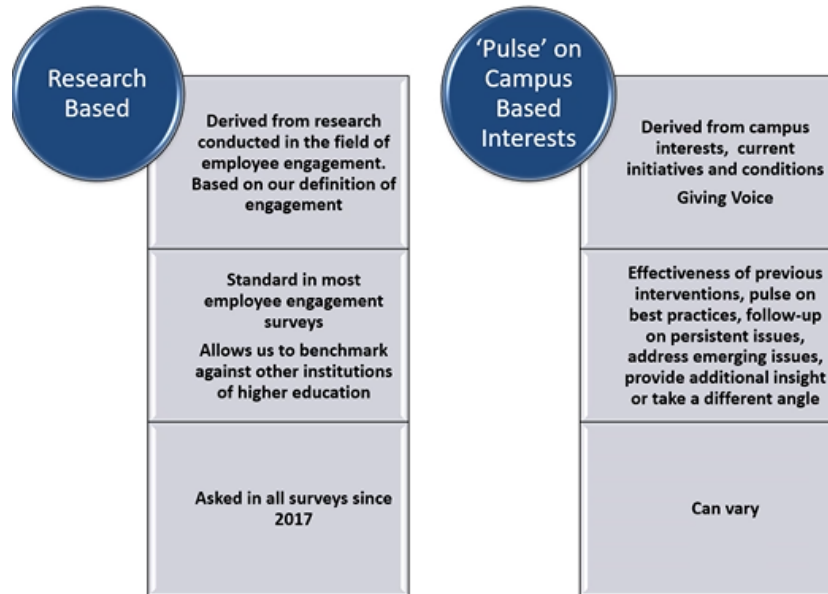 Research
Based
Derived from research
conducted in the field of
employee engagement.
Based on our definition of
engagement
Standard in most
employee engagement
surveys
Allows us to benchmark
against other institutions
of higher education
Asked in all surveys since
2017
‘Pulse’ on
Campus
Based
Interests
Derived from campus
interests, current
initiatives and conditions
Giving Voice
Effectiveness of previous
interventions, pulse on
best practices, follow-up
on persistent issues,
address emerging issues,
provide additional insight
or take a different angle
Can vary